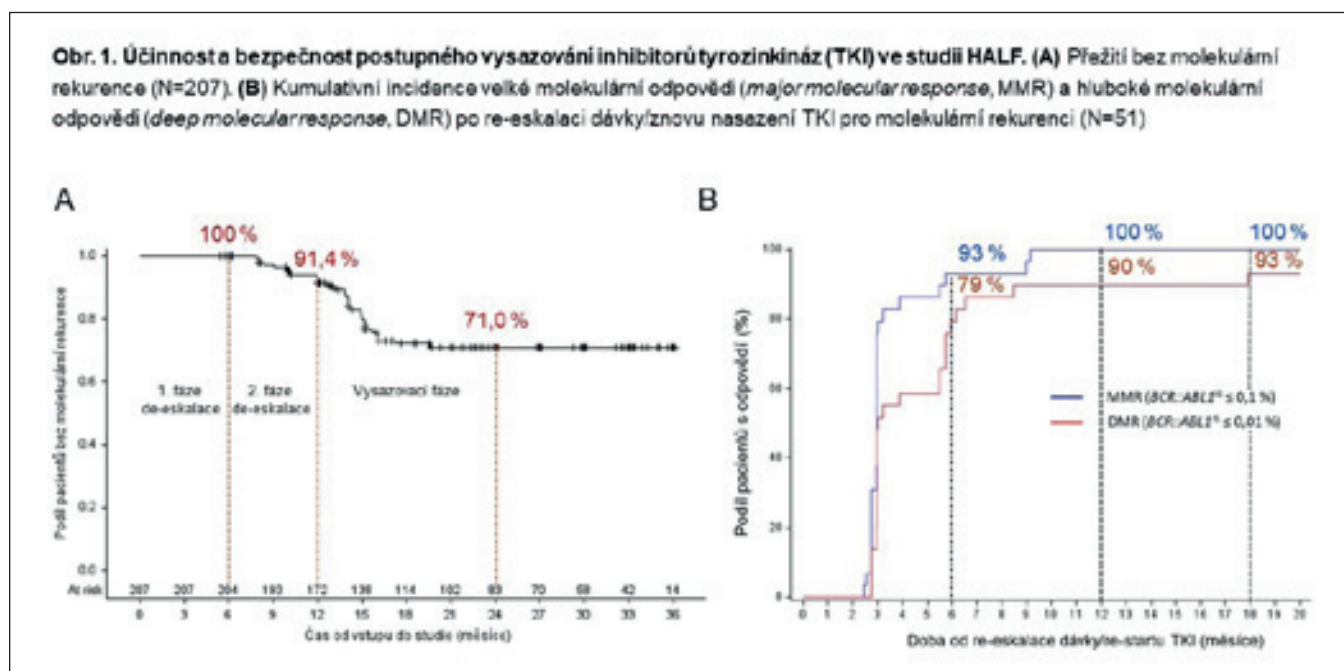 Obr. 1. Účinnost a bezpečnost postupného vysazování inhibitorů tyrozinkináz (TKI) ve studii HALF. (A) Přežití bez molekulární
rekurence (N=207). (B) Kumulativní incidence velké molekulární odpovědi (major molecular response, MMR) a hluboké molekulární
odpovědi (deep molecular response, DMR) po re-eskalaci dávky/znovu nasazení TKI pro molekulární rekurenci (N=51)
A
100 %
91,4 %
71,0 %
1.0
0.8
0.6
0.4
0.2
0.0
Podíl pacientů bez molekulární rekurence
1. fáze
de-eskalace
2. fáze
de-eskalace
Vysazovací fáze
At risk 207 207 204 193 172 136 114 102 93 70 42 14
0 3 6 9 12 15 18 21 24 27 30 33 36
Čas od vstupu do studie (měsíce)
B
93 %
100 %
100 %
79 %
90 %
93 %
100
80
60
40
20
0
Podíl pacientů s odpovědí (%)
MMR (BCR::ABL1 ≤ 0,1 %)
DMR (BCR::ABL1 ≤ 0,01 %)
0 1 2 3 4 5 6 7 8 9 10 11 12 13 14 15 16 17 18 19 20
Doba od re-eskalace dávky/re-startu TKI (měsíce)